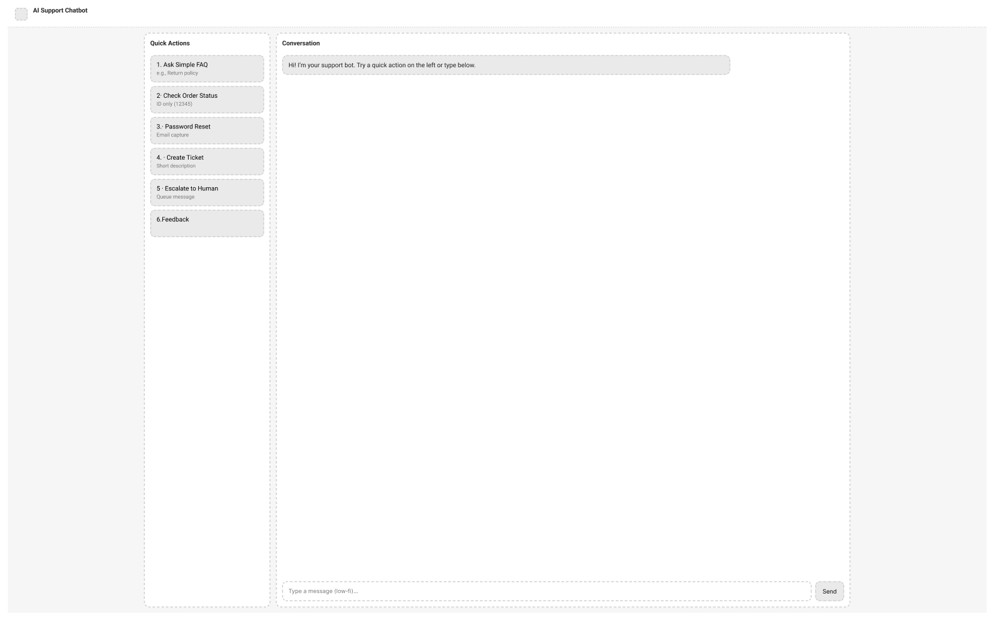 AI Support Chatbot
Quick Actions
1. Ask Simple FAQ
e.g., Return policy
2· Check Order Status
ID only (12345)
3.· Password Reset
Email capture
4. · Create Ticket
Short description
5 · Escalate to Human
Queue message
6.Feedback
Conversation
Hi! I'm your support bot. Try a quick action on the left or type below.
Type a message (low-fi)...
Send